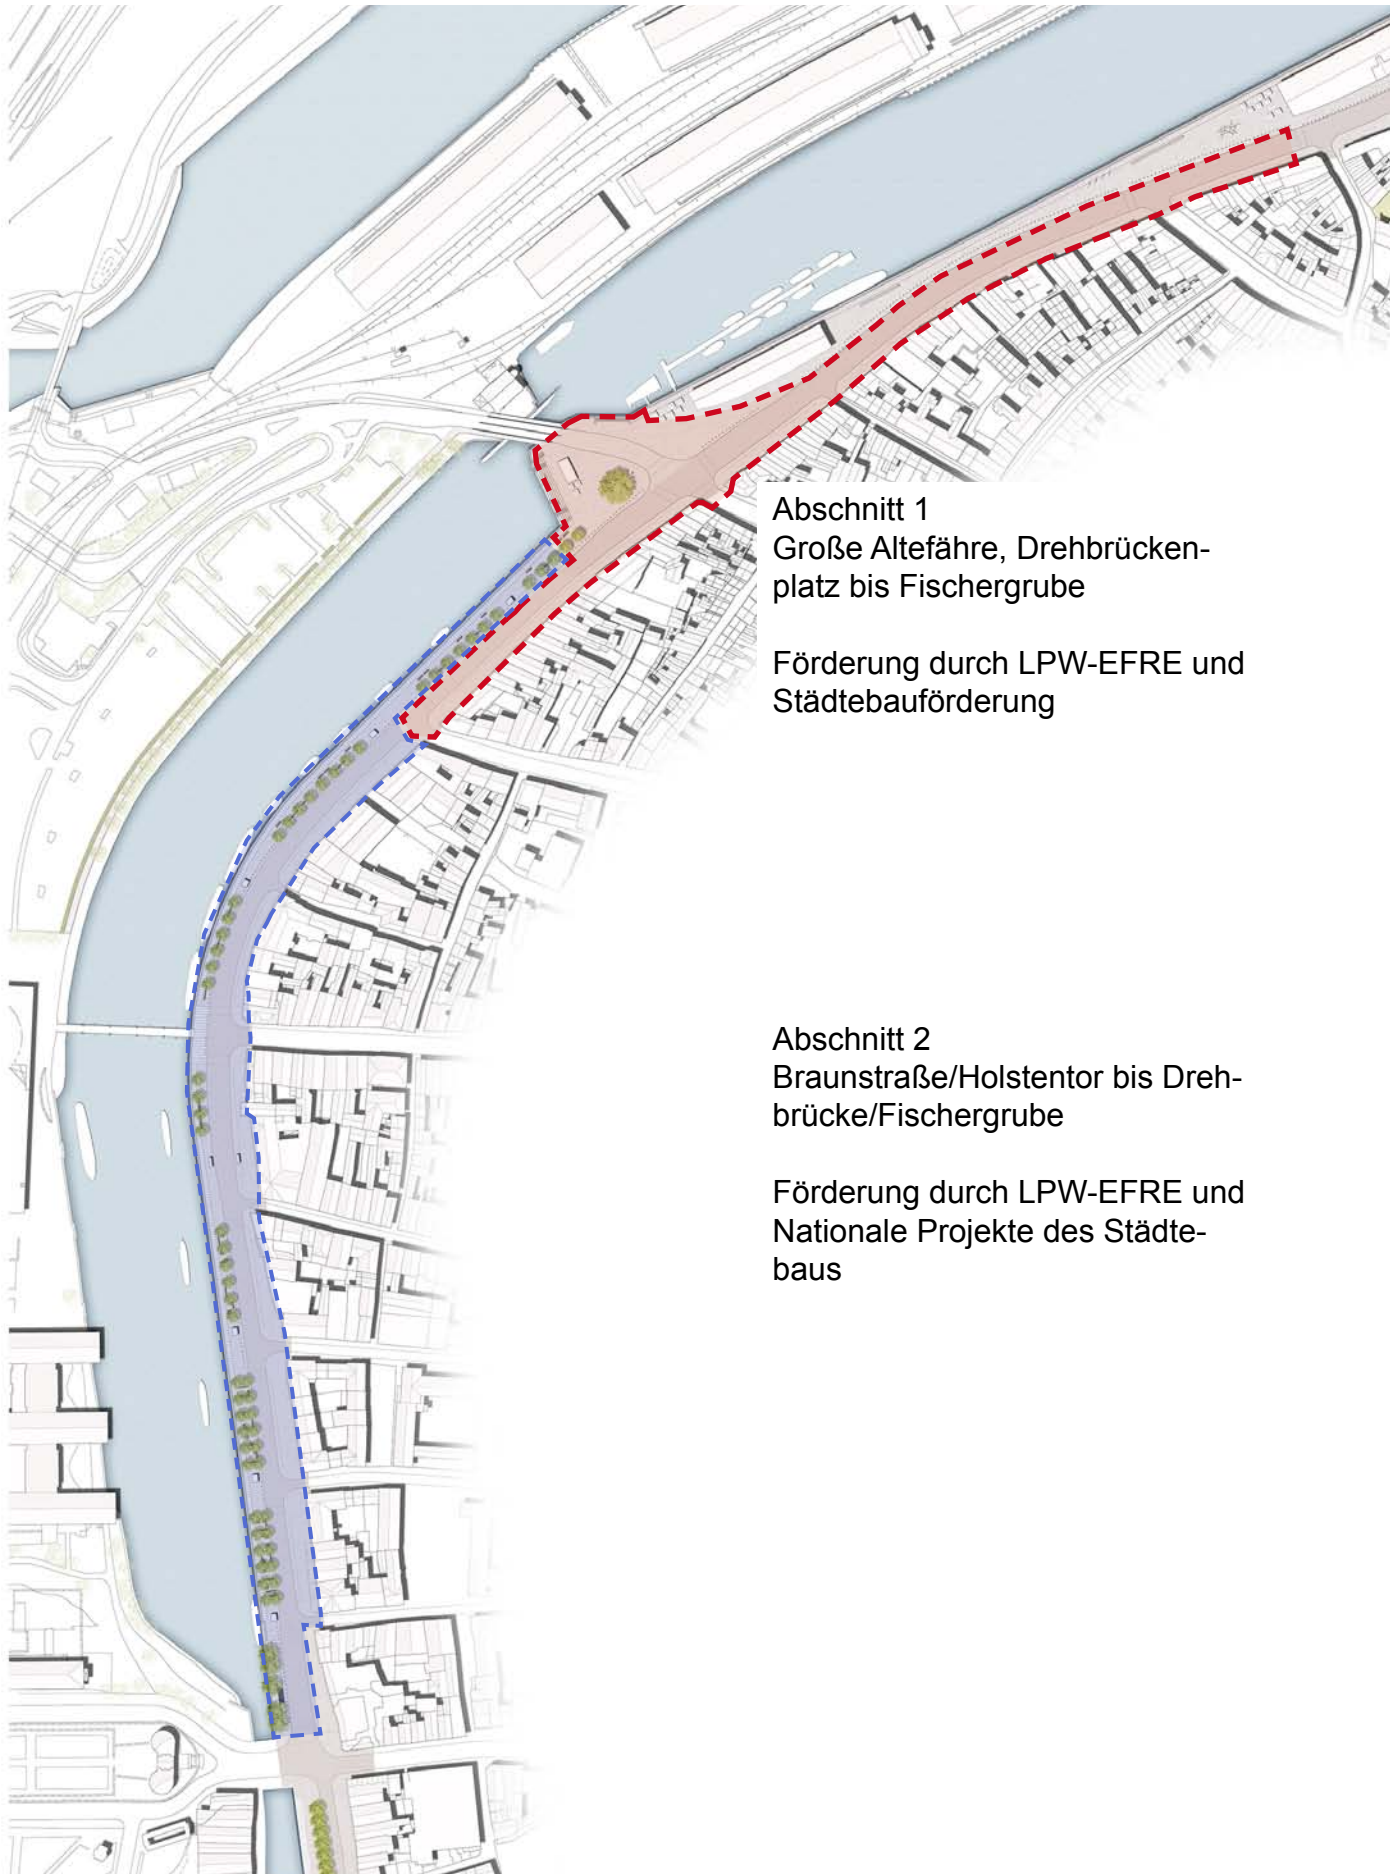 Abschnitt 1
Große Altefähre, Drehbrücken-
platz bis Fischergrube
Förderung durch LPW-EFRE und
Städtebauförderung
Abschnitt 2
Braunstraße/Holstentor bis Dreh-
brücke/Fischergrube
Förderung durch LPW-EFRE und
Nationale Projekte des Städte-
baus